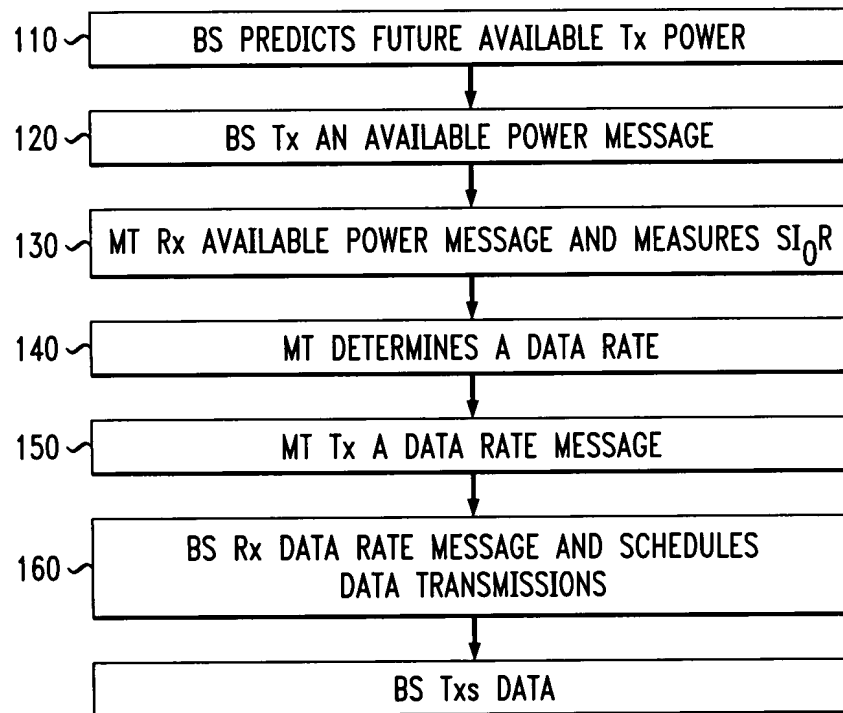 110 BS PREDICTS FUTURE AVAILABLE Tx POWER
120 BS Tx AN AVAILABLE POWER MESSAGE
130 MT Rx AVAILABLE POWER MESSAGE AND MEASURES SI₀R
140 MT DETERMINES A DATA RATE
150 MT Tx A DATA RATE MESSAGE
160 BS Rx DATA RATE MESSAGE AND SCHEDULES
DATA TRANSMISSIONS
BS Txs DATA